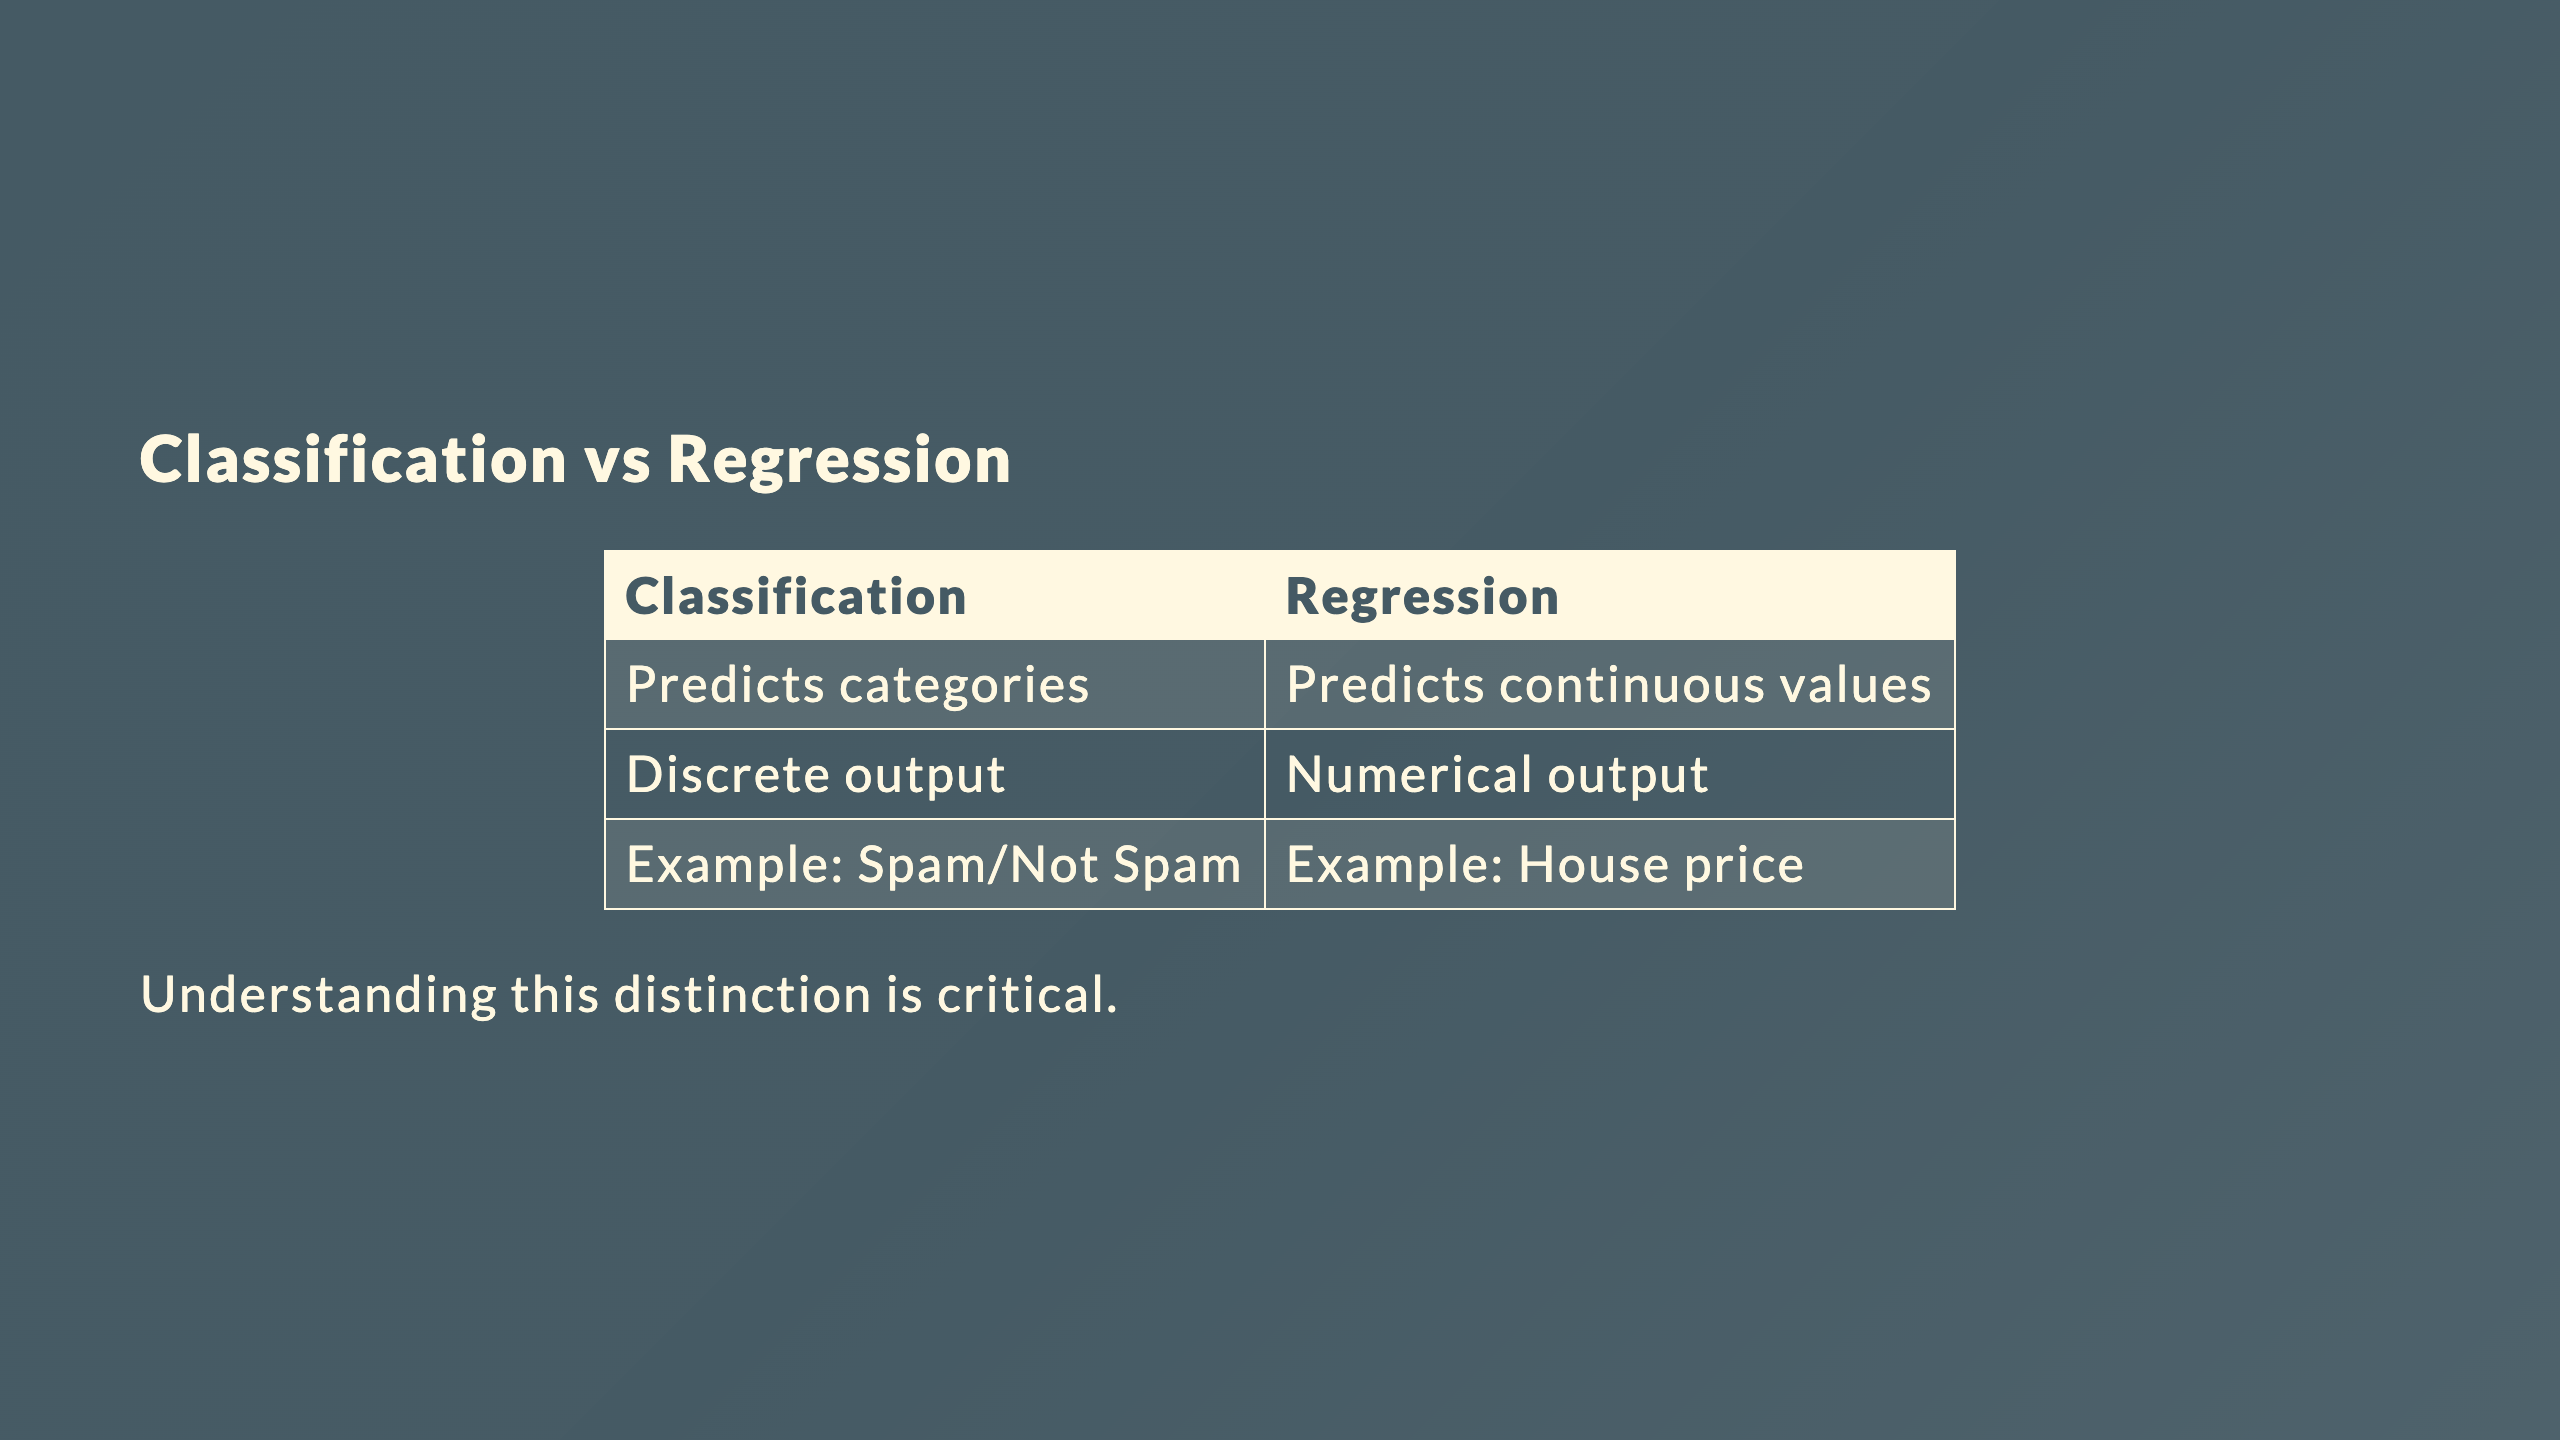 Classification vs Regression
Classification Regression
Predicts categories Predicts continuous values
Discrete output Numerical output
Example: Spam/Not Spam Example: House price
Understanding this distinction is critical.